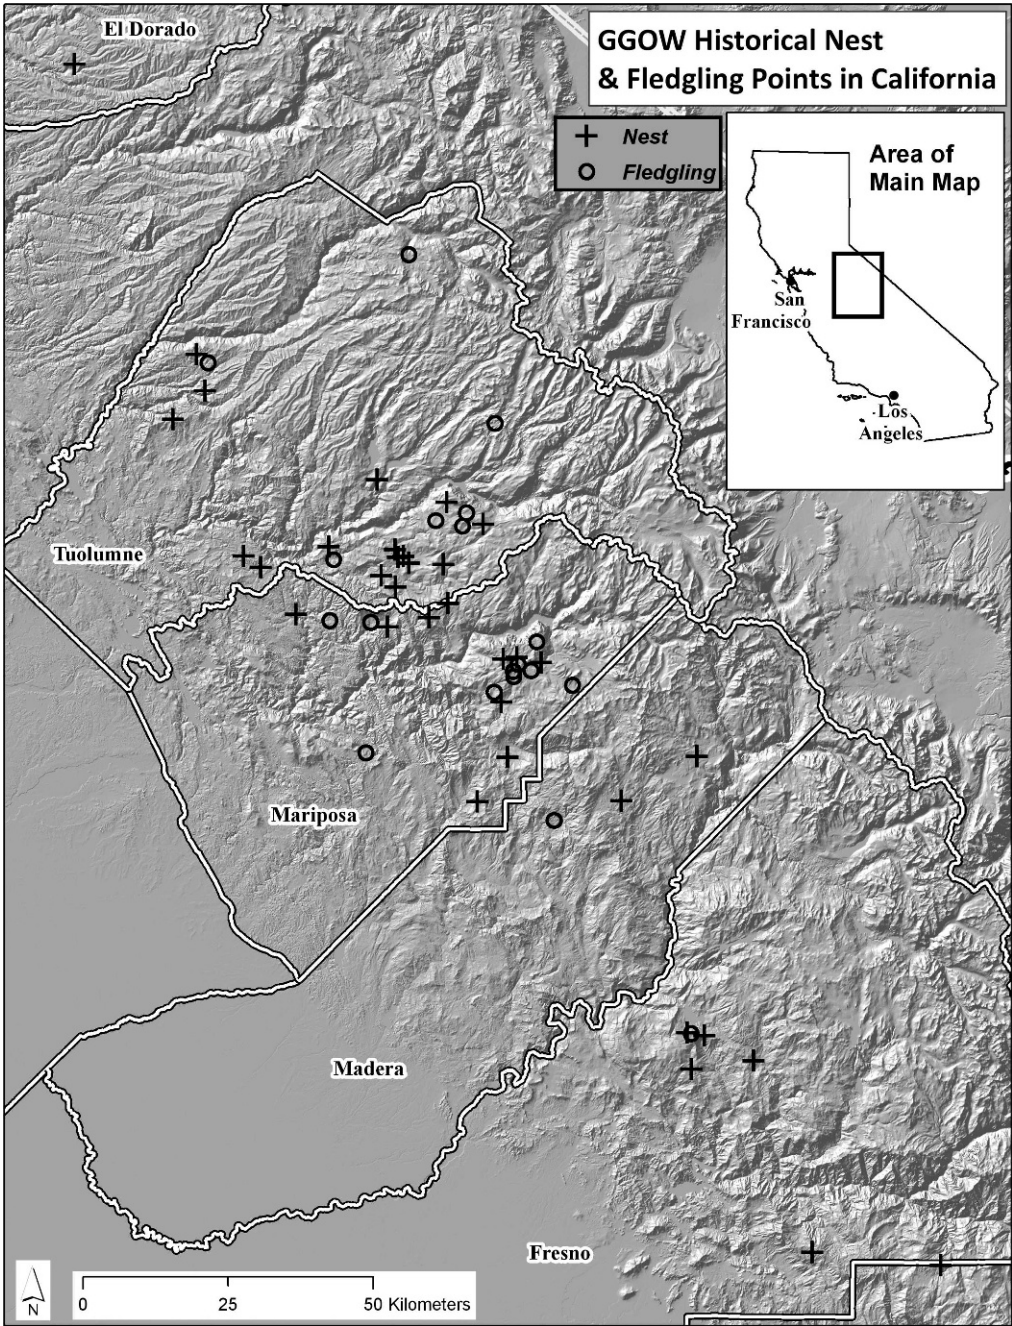 El Dorado
GGOW Historical Nest
& Fledgling Points in California
Nest
Fledgling
Area of
Main Map
San
Francisco
Los
Angeles
Tuolumne
Mariposa
Madera
Fresno
N
0 25 50 Kilometers